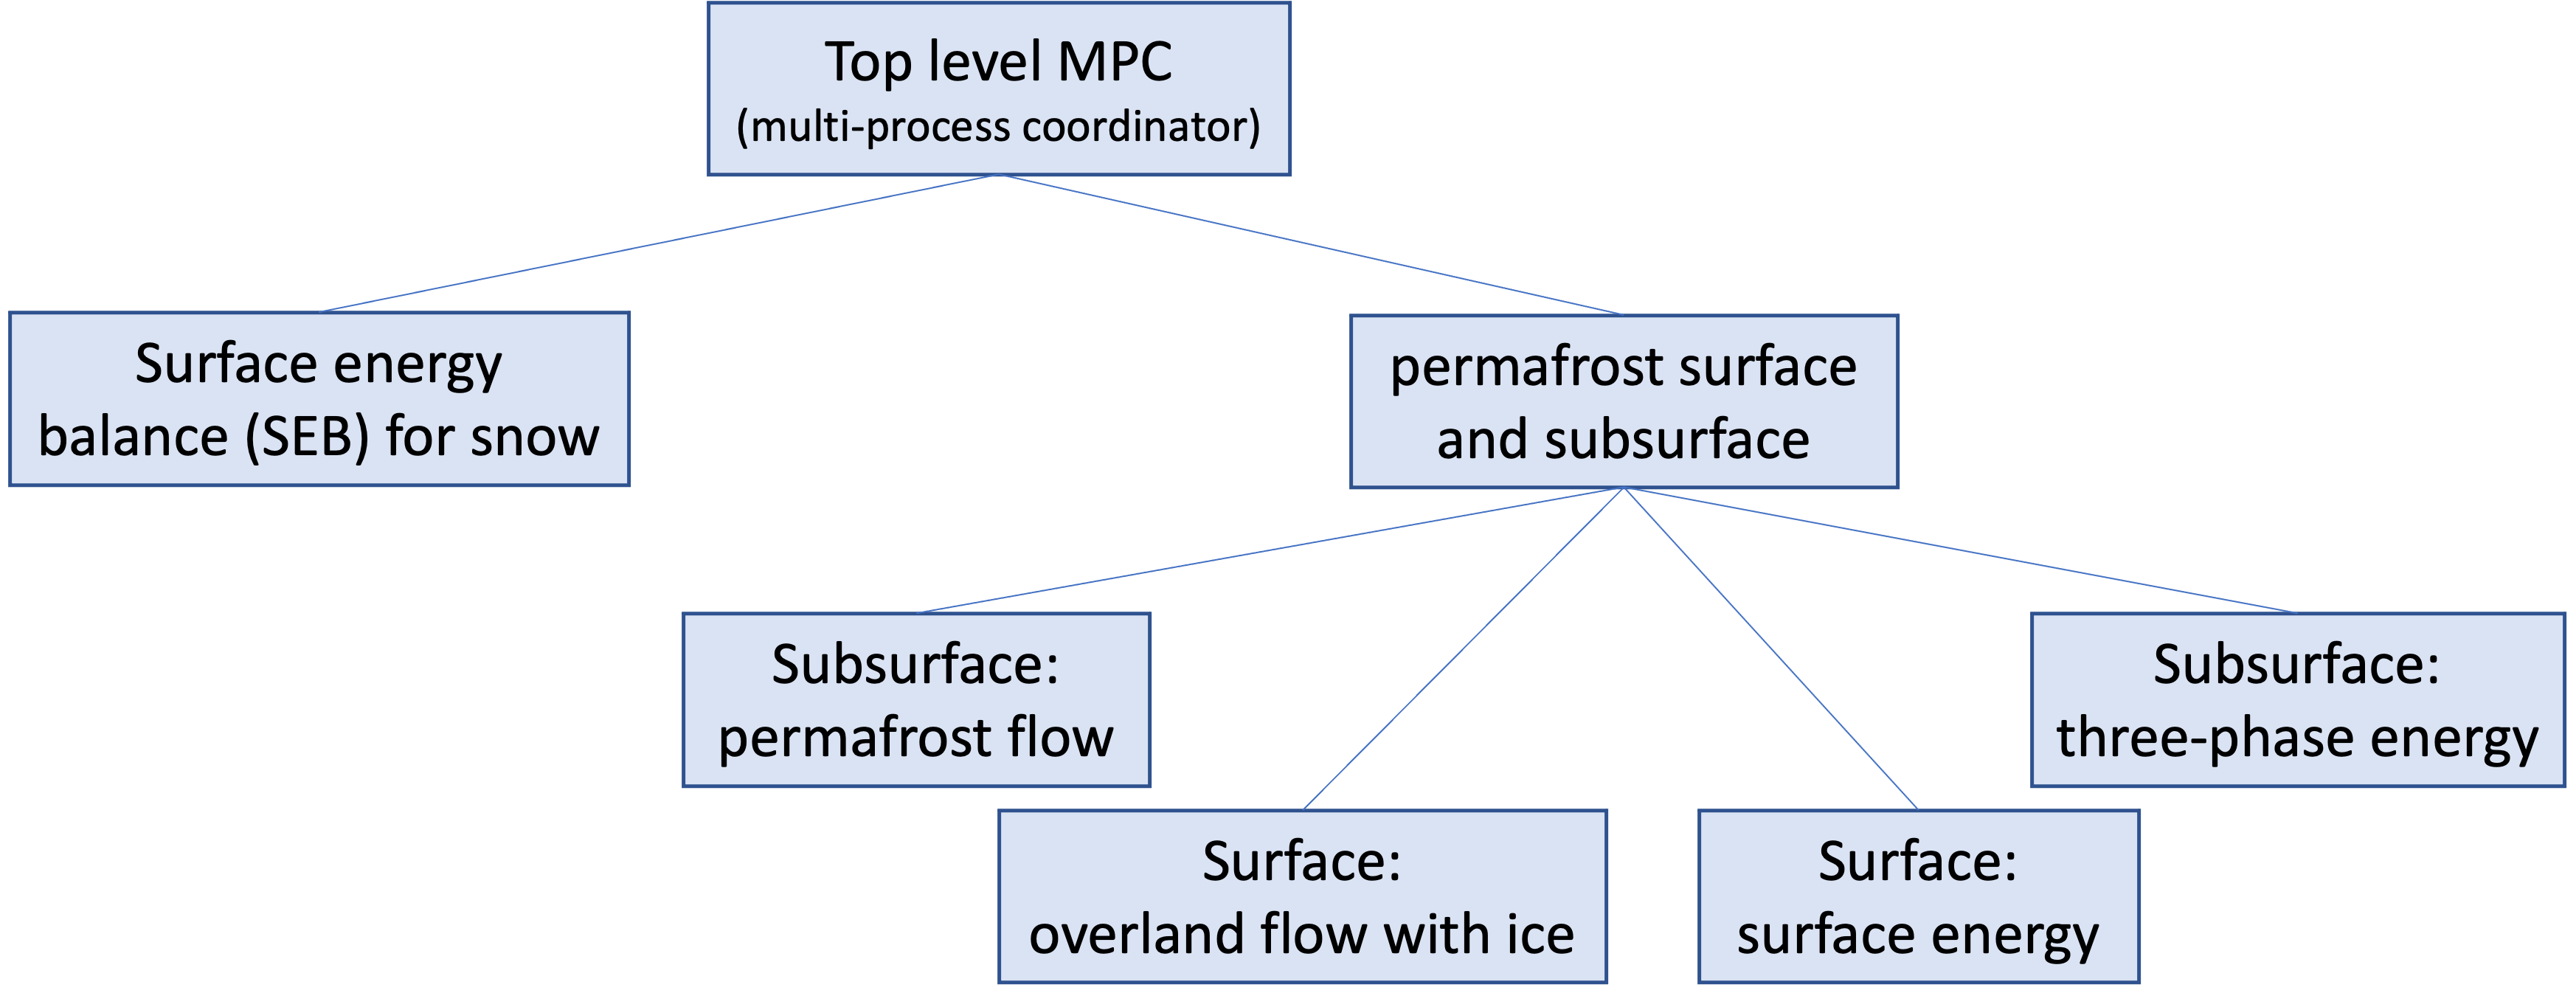 Top level MPC
(multi-process coordinator)
Surface energy
balance (SEB) for snow
permafrost surface
and subsurface
Subsurface:
permafrost flow
Subsurface:
three-phase energy
Surface:
overland flow with ice
Surface:
surface energy